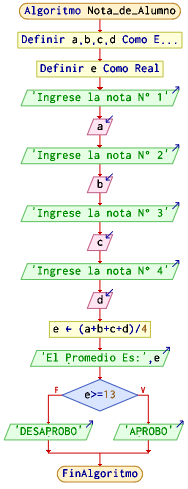 Algoritmo Nota_de_Alumno
Definir a,b,c,d Como E...
Definir e Como Real
'Ingrese la nota N° 1'
a
'Ingrese la nota N° 2'
b
'Ingrese la nota N° 3'
c
'Ingrese la nota N° 4'
d
e ← (a+b+c+d)/4
'El Promedio Es:',e
e>=13
F V
'DESAPROBO' 'APROBO'
FinAlgoritmo